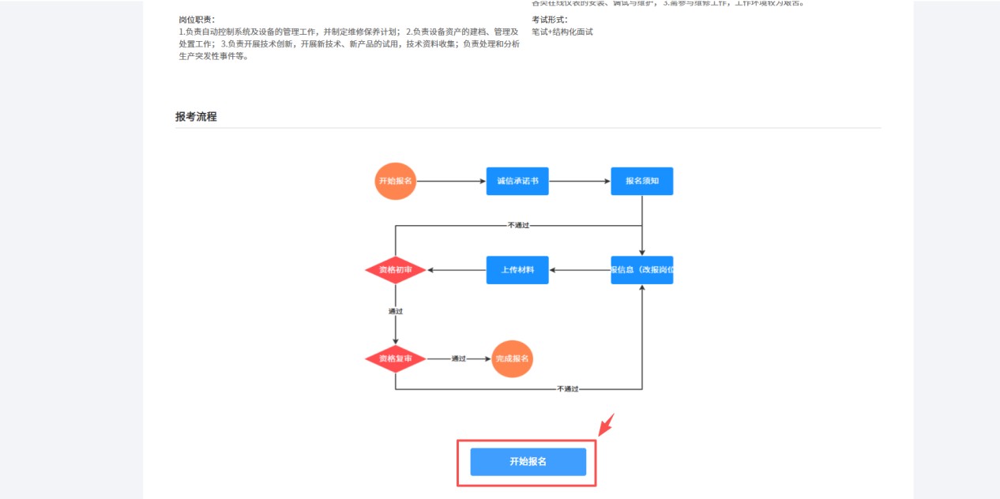 各类在线仪表的安装、调试与维护； 3.需参与维修工作，工作环境较为艰苦。
岗位职责：
1.负责自动控制系统及设备的管理工作，并制定维修保养计划； 2.负责设备资产的建档、管理及
处置工作； 3.负责开展技术创新，开展新技术、新产品的试用，技术资料收集；负责处理和分析
生产突发性事件等。
考试形式：
笔试+结构化面试
报考流程
开始报名
诚信承诺书
报名须知
不通过
资格初审
上传材料
报信息（改报岗位
通过
资格复审
通过
完成报名
不通过
开始报名